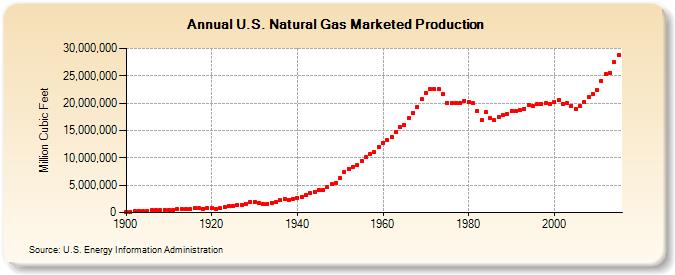 Annual U.S. Natural Gas Marketed Production
Million Cubic Feet
30,000,000
25,000,000
20,000,000
15,000,000
10,000,000
5,000,000
0
1900 1920 1940 1960 1980 2000
Source: U.S. Energy Information Administration